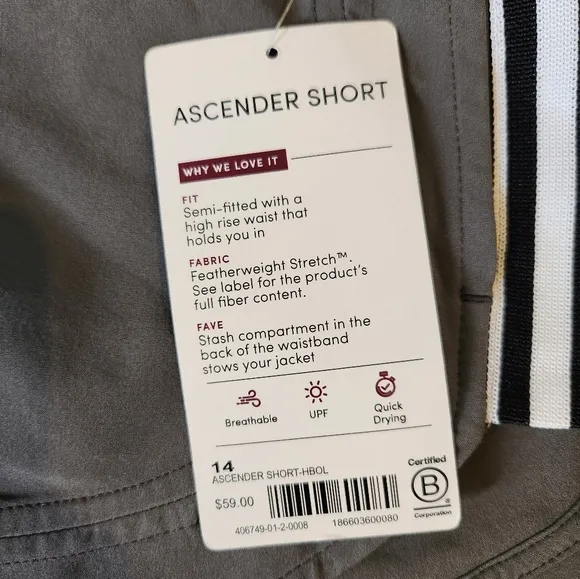 ASCENDER SHORT
WHY WE LOVE IT
FIT
Semi-fitted with a
high rise waist that
holds you in
FABRIC
Featherweight Stretch™.
See label for the product's
full fiber content.
FAVE
Stash compartment in the
back of the waistband
stows your jacket
Breathable
UPF
Quick
Drying
14
ASCENDER SHORT-HBOL
$59.00
406749-01-2-0008
186603600080
Certified
B
®
Corporation